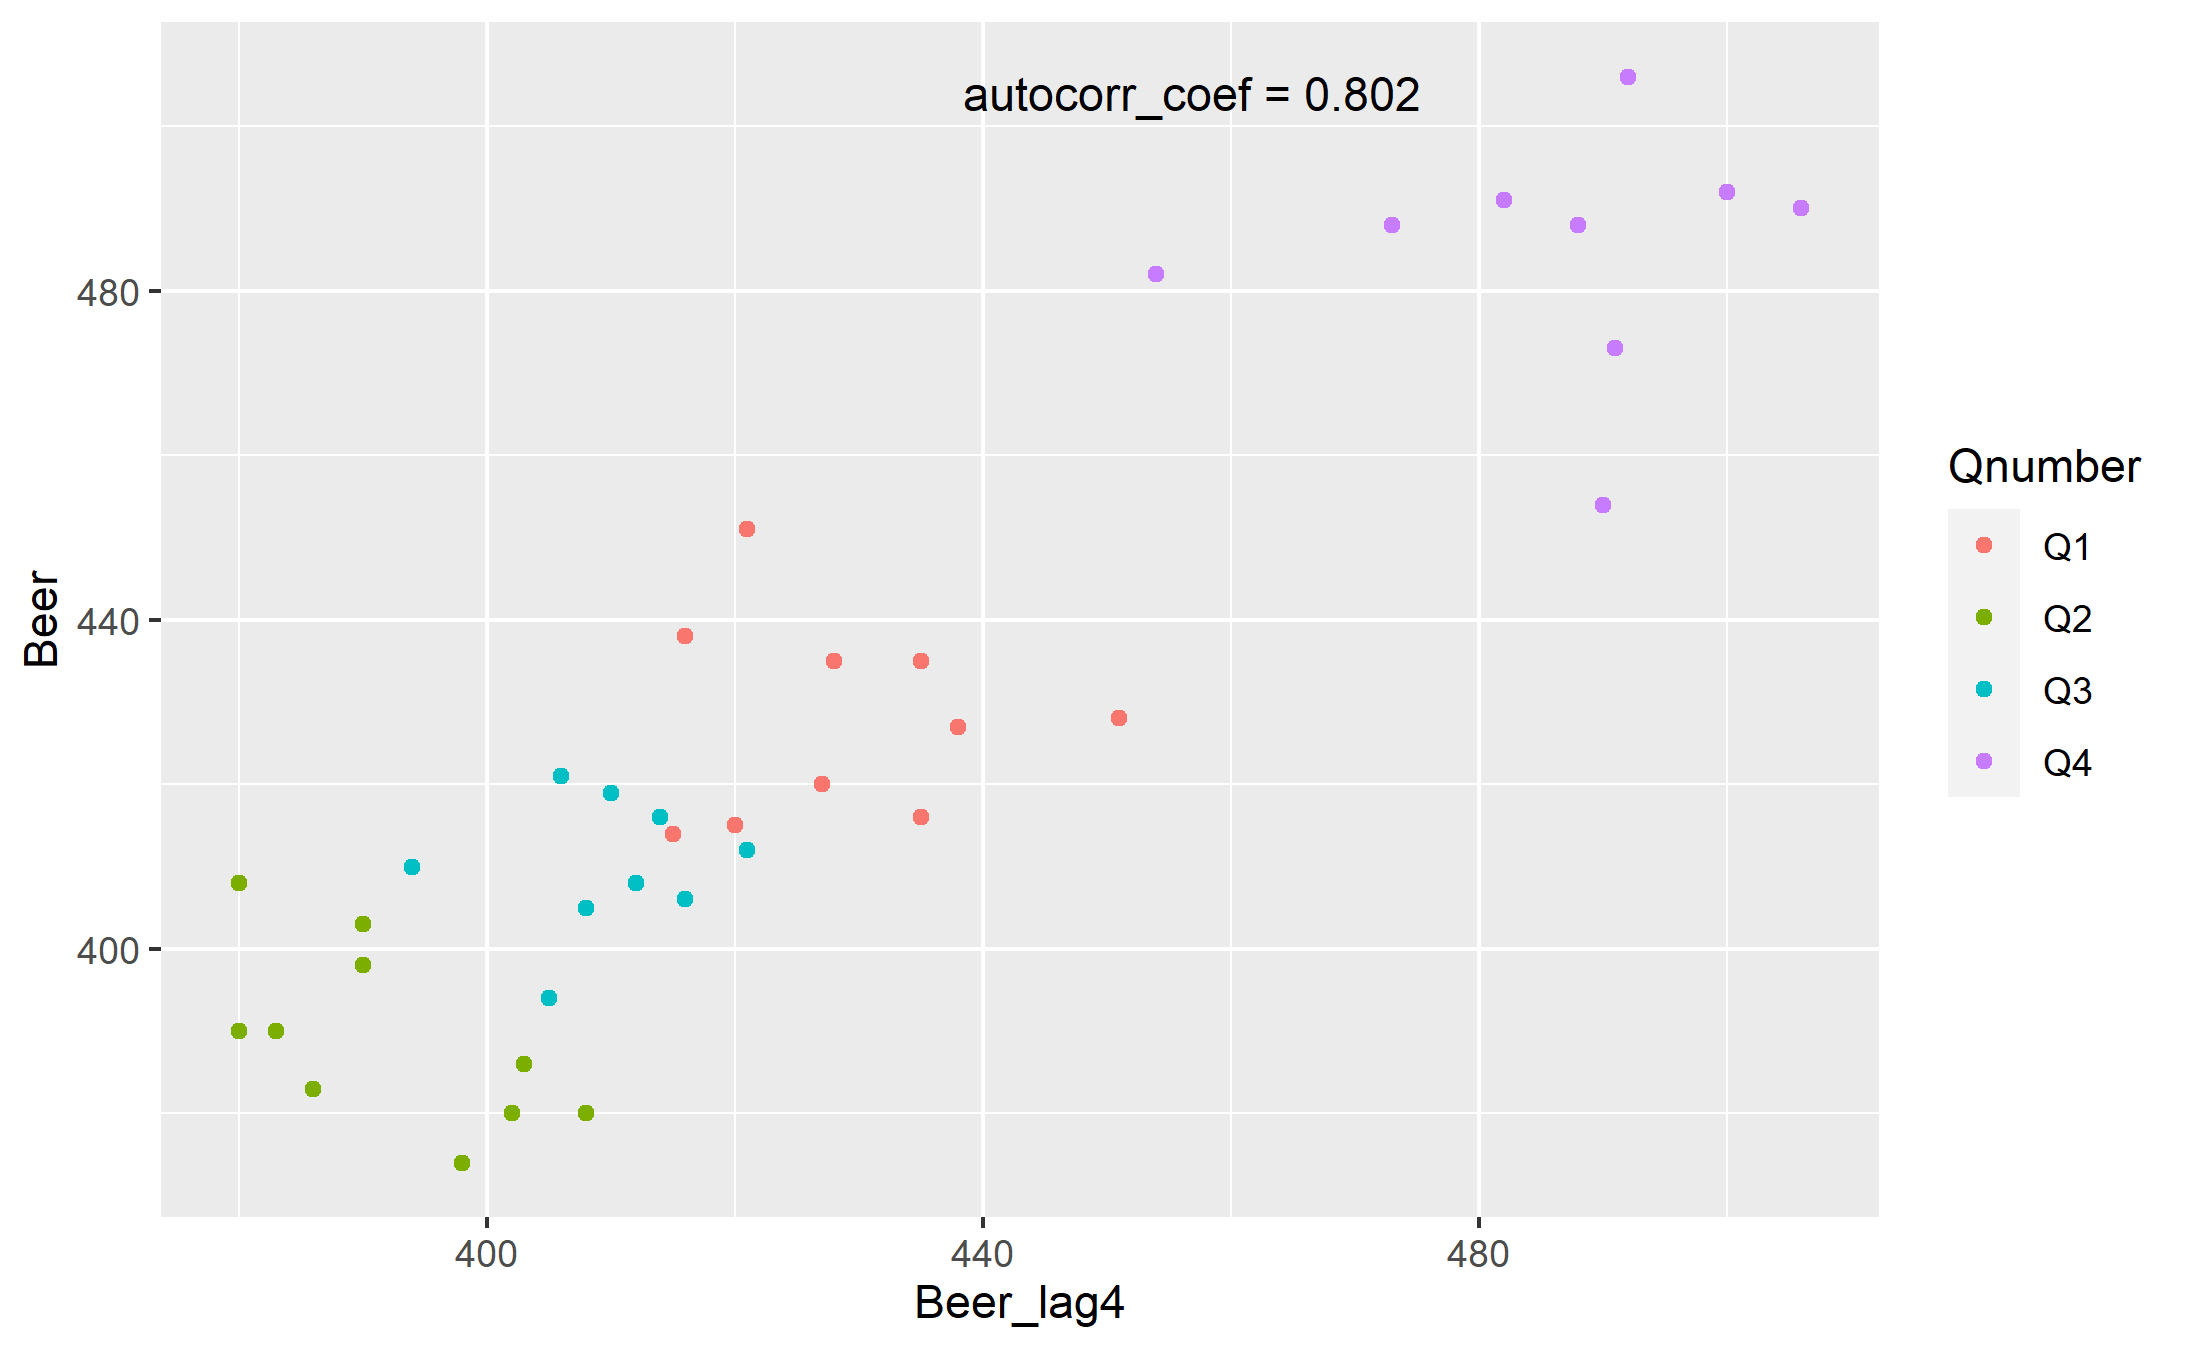 autocorr_coef = 0.802
480
440
400
Beer
400
440
480
Beer_lag4
Qnumber
Q1
Q2
Q3
Q4